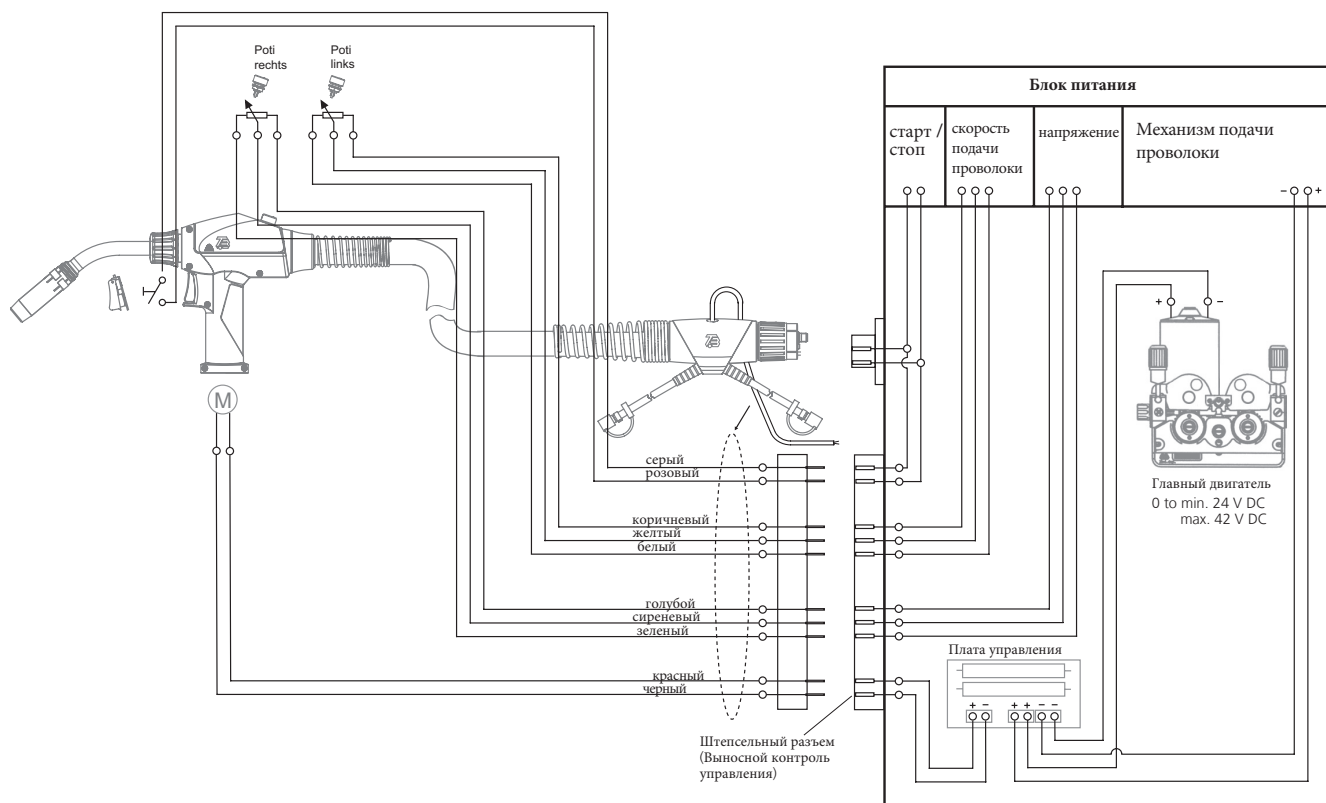 Poti
rechts
Poti
links
Блок питания
старт /
стоп
скорость
подачи
проволоки
напряжение
Механизм подачи
проволоки
- +
+ -
M
серый
розовый
коричневый
желтый
белый
голубой
сиреневый
зеленый
красный
черный
Главный двигатель
0 to min. 24 V DC
max. 42 V DC
Плата управления
+ - + + - -
Штепсельный разъем
(Выносной контроль
управления)